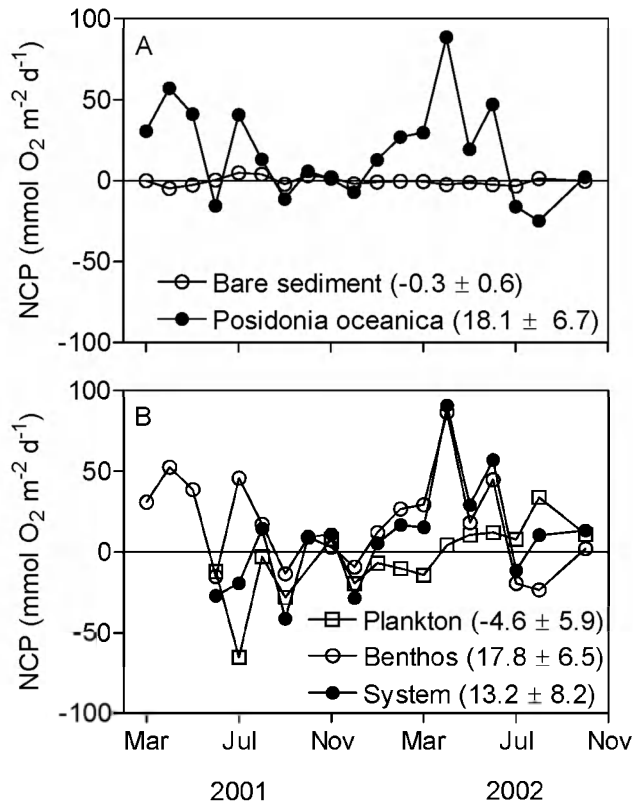 100
A
50
0
-50
-100
NCP (mmol O₂ m⁻² d⁻¹)
Bare sediment (-0.3 ± 0.6)
Posidonia oceanica (18.1 ± 6.7)
100
B
50
0
-50
-100
NCP (mmol O₂ m⁻² d⁻¹)
Plankton (-4.6 ± 5.9)
Benthos (17.8 ± 6.5)
System (13.2 ± 8.2)
Mar Jul Nov Mar Jul Nov
2001 2002